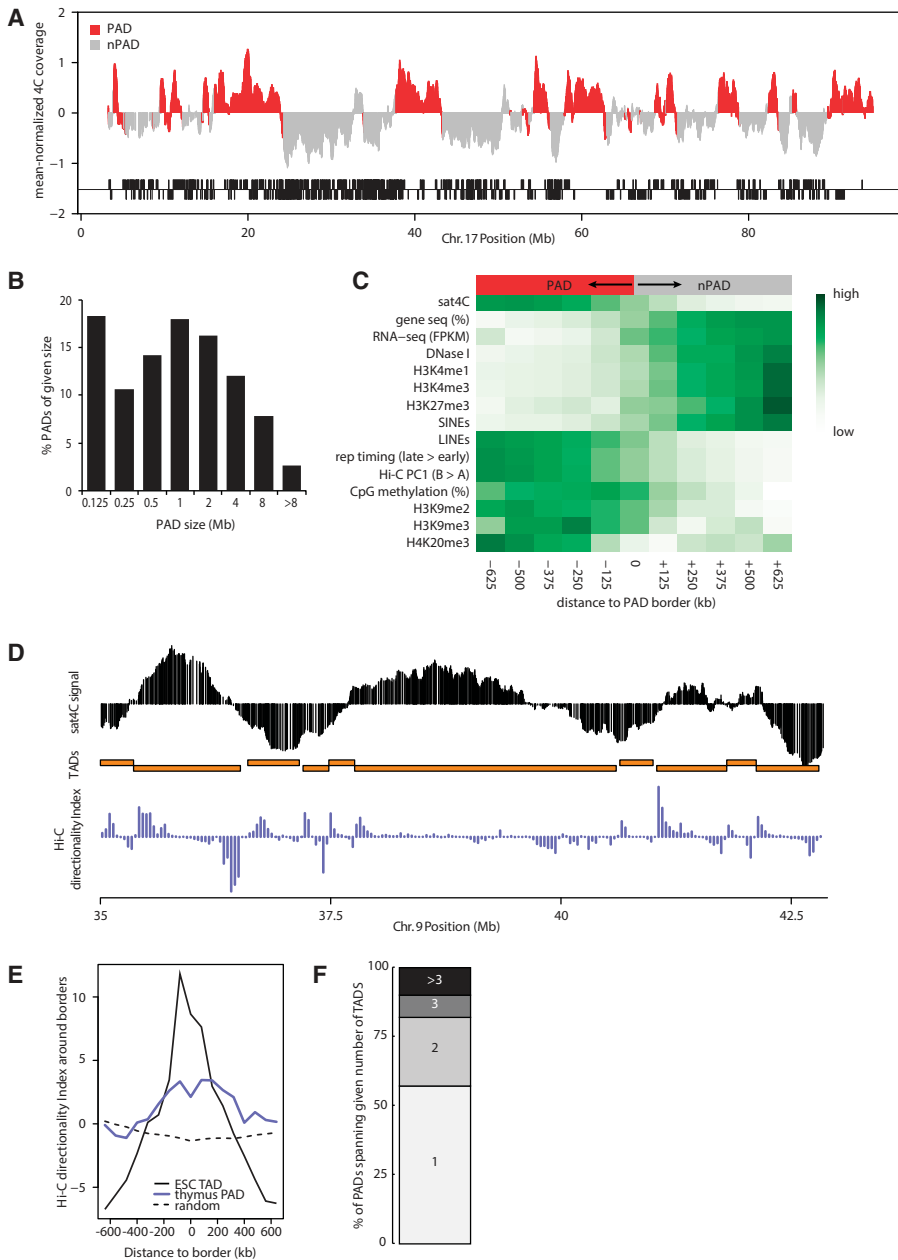 A
PAD
nPAD
mean-normalized 4C coverage
2
1
0
−1
−2
0
20
40
60
80
Chr. 17 Position (Mb)
B
% PADs of given size
20
15
10
5
0
0.125
0.25
0.5
1
2
4
8
>8
PAD size (Mb)
C
PAD
nPAD
sat4C
gene seq (%)
RNA−seq (FPKM)
DNase I
H3K4me1
H3K4me3
H3K27me3
SINEs
LINEs
rep timing (late > early)
Hi-C PC1 (B > A)
CpG methylation (%)
H3K9me2
H3K9me3
H4K20me3
−625
−500
−375
−250
−125
0
+125
+250
+375
+500
+625
distance to PAD border (kb)
high
low
D
sat4C signal
TADs
Hi-C
directionality Index
35
37.5
40
42.5
Chr. 9 Position (Mb)
E
Hi-C directionality Index around borders
10
5
0
−5
ESC TAD
thymus PAD
random
-600
-400
-200
0
200
400
600
Distance to border (kb)
F
% of PADs spanning given number of TADS
100
75
50
25
0
>3
3
2
1